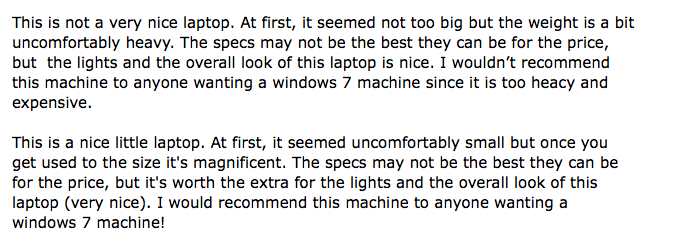 This is not a very nice laptop. At first, it seemed not too big but the weight is a bit
uncomfortably heavy. The specs may not be the best they can be for the price,
but  the lights and the overall look of this laptop is nice. I wouldn’t recommend
this machine to anyone wanting a windows 7 machine since it is too heacy and
expensive.

This is a nice little laptop. At first, it seemed uncomfortably small but once you
get used to the size it's magnificent. The specs may not be the best they can be
for the price, but it's worth the extra for the lights and the overall look of this
laptop (very nice). I would recommend this machine to anyone wanting a
windows 7 machine!